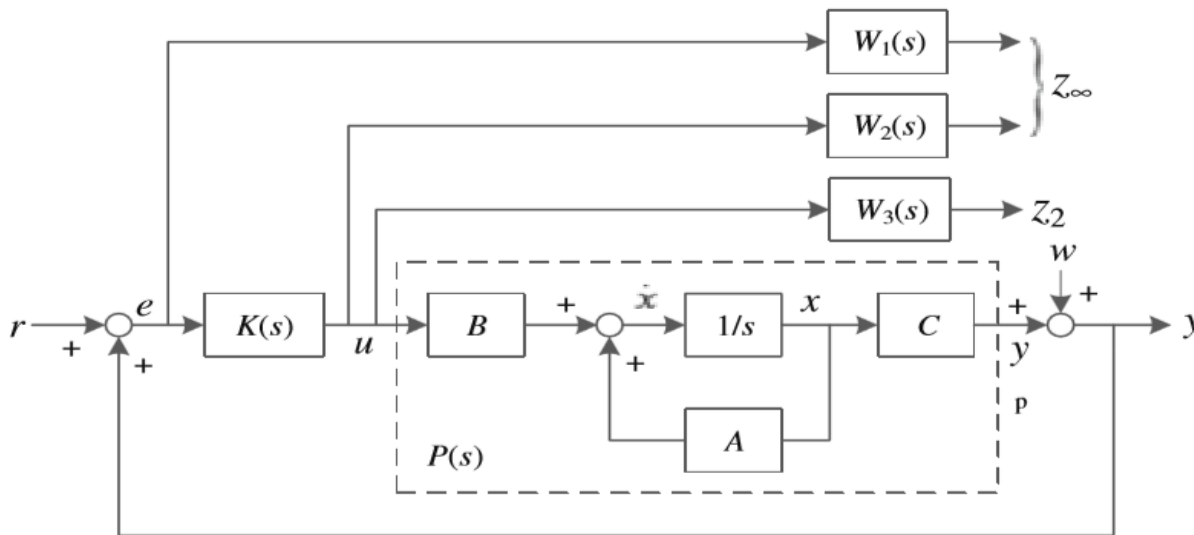 W₁(s)
W₂(s)
z∞
W₃(s)
z₂
w
+
r
+
e
+
K(s)
u
B
+
+
ẋ
1/s
x
C
+
y
p
y
A
P(s)